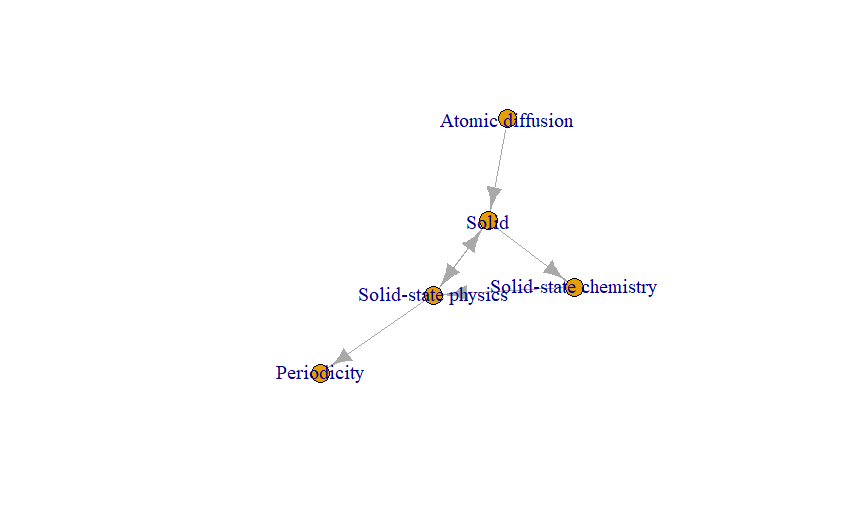 Atomic diffusion
Solid
Solid-state physics
Solid-state chemistry
Periodicity